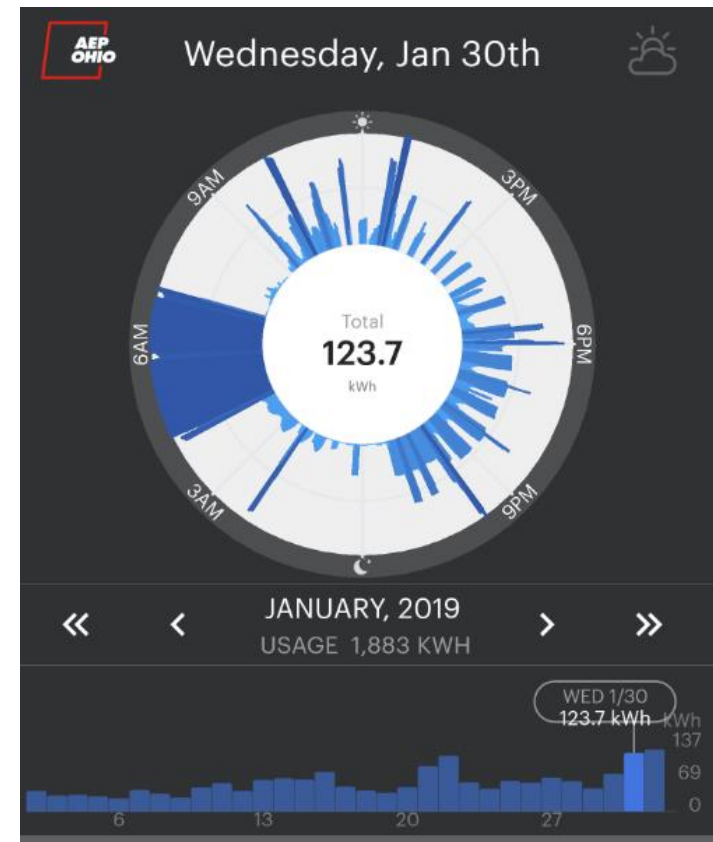 AEP
OHIO
Wednesday, Jan 30th
9AM
3PM
6AM
6PM
Total
123.7
kWh
3AM
9PM
JANUARY, 2019
USAGE 1,883 KWH
WED 1/30
123.7 kWh
kWh
137
69
0
6
13
20
27